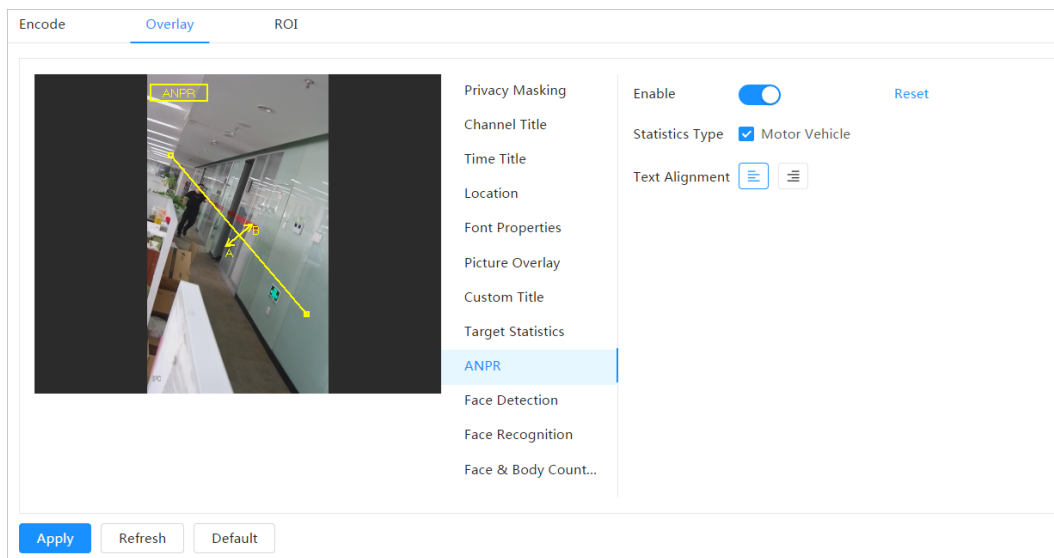 Encode Overlay ROI
ANPR
B
A
IPC
Privacy Masking
Channel Title
Time Title
Location
Font Properties
Picture Overlay
Custom Title
Target Statistics
ANPR
Face Detection
Face Recognition
Face & Body Count...
Enable Reset
Statistics Type Motor Vehicle
Text Alignment
Apply Refresh Default